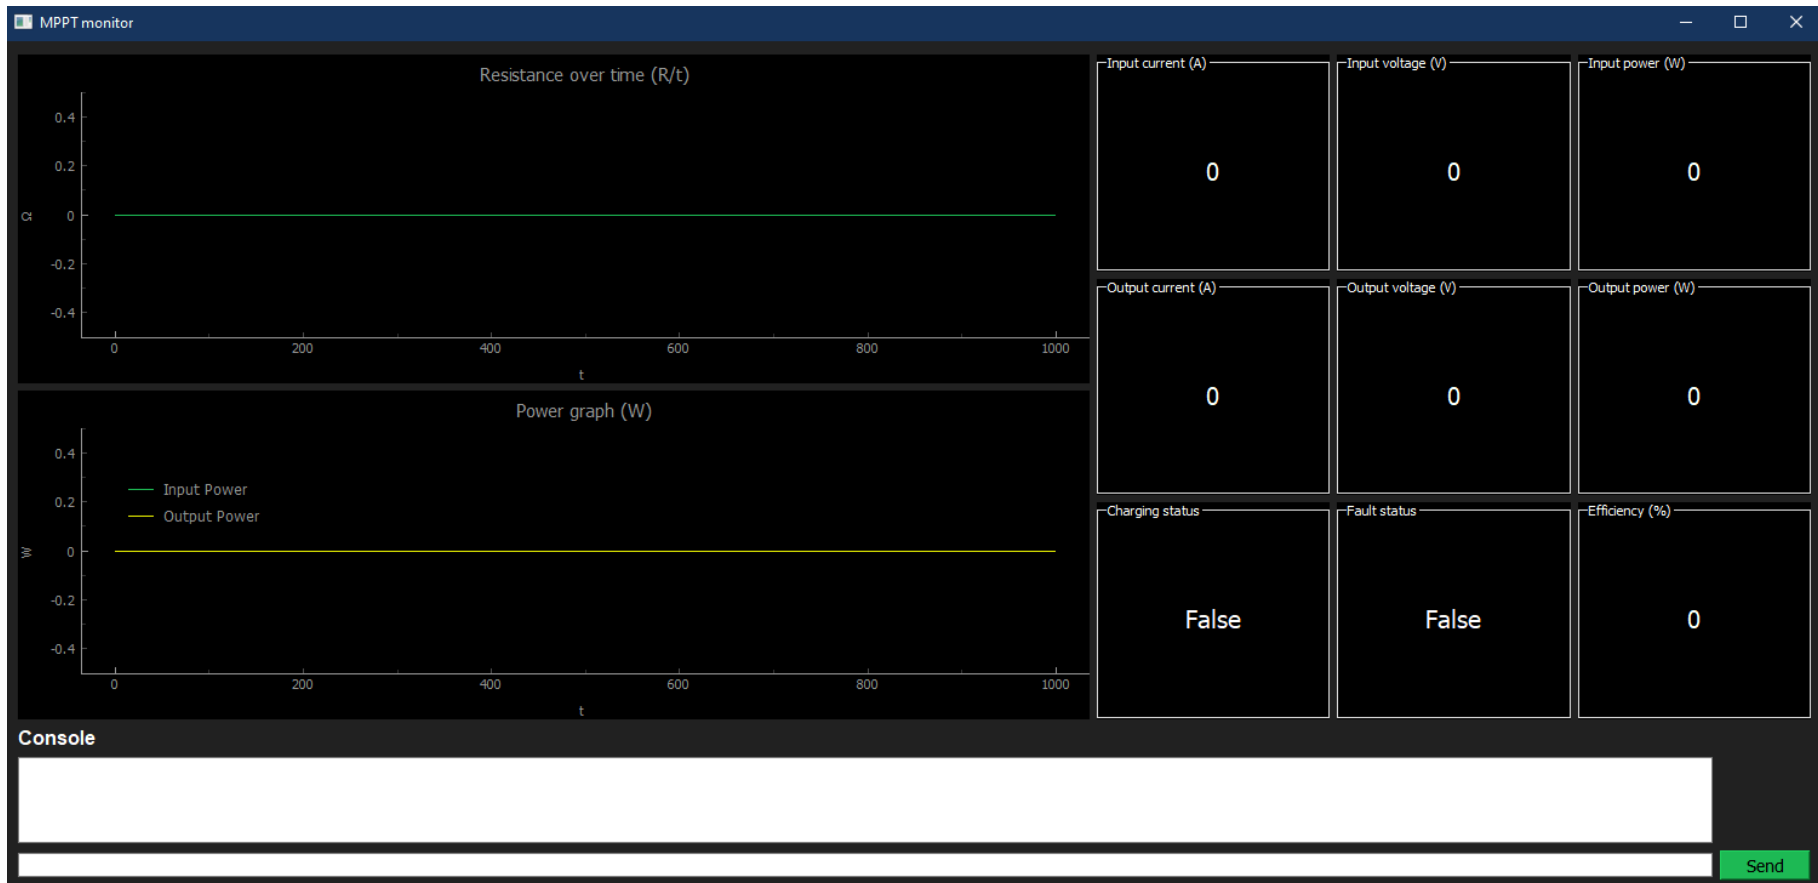 MPPT monitor
Resistance over time (R/t)
0.4
0.2
0
-0.2
-0.4
Ω
0 200 400 600 800 1000
t
Power graph (W)
0.4
0.2
0
-0.2
-0.4
W
Input Power
Output Power
0 200 400 600 800 1000
t
Input current (A)
0
Input voltage (V)
0
Input power (W)
0
Output current (A)
0
Output voltage (V)
0
Output power (W)
0
Charging status
False
Fault status
False
Efficiency (%)
0
Console
Send